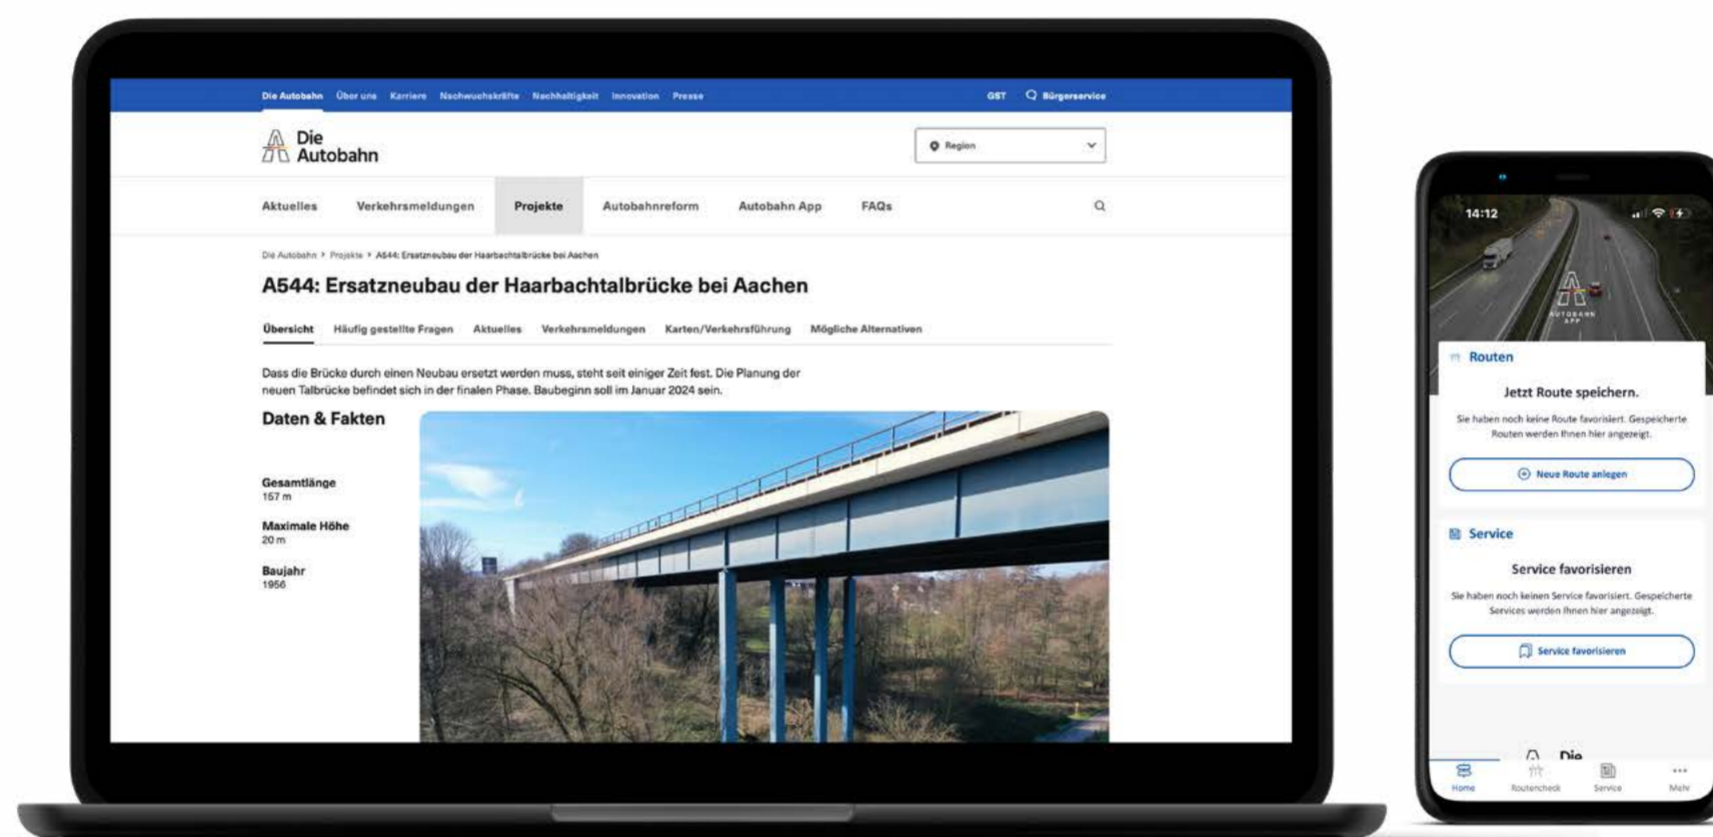 Die Autobahn Über uns Karriere Nachwuchskräfte Nachhaltigkeit Innovation Presse GST Bürgerservice
Die
Autobahn
Region
Aktuelles Verkehrsmeldungen Projekte Autobahnreform Autobahn App FAQs
Die Autobahn > Projekte > A544: Ersatzneubau der Haarbachtalbrücke bei Aachen
A544: Ersatzneubau der Haarbachtalbrücke bei Aachen
Übersicht Häufig gestellte Fragen Aktuelles Verkehrsmeldungen Karten/Verkehrsführung Mögliche Alternativen
Dass die Brücke durch einen Neubau ersetzt werden muss, steht seit einiger Zeit fest. Die Planung der
neuen Talbrücke befindet sich in der finalen Phase. Baubeginn soll im Januar 2024 sein.
Daten & Fakten
Gesamtlänge
157 m
Maximale Höhe
20 m
Baujahr
1956
14:12
AUTOBAHN
APP
Routen
Jetzt Route speichern.
Sie haben noch keine Route favorisiert. Gespeicherte
Routen werden Ihnen hier angezeigt.
Neue Route anlegen
Service
Service favorisieren
Sie haben noch keinen Service favorisiert. Gespeicherte
Services werden Ihnen hier angezeigt.
Service favorisieren
Die
Home Routencheck Service Mehr